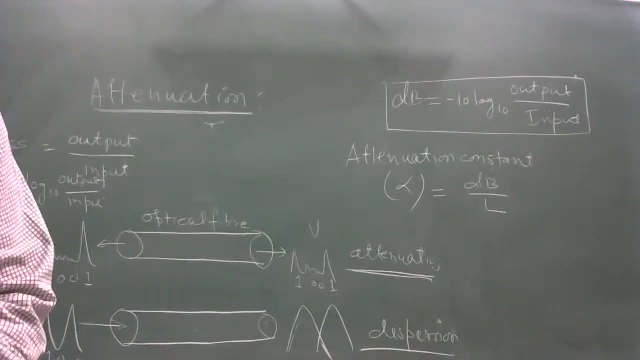 Attenuation:
= output
input
log10 output
inpu
optical fibre
1 0 0 1
1 0 0 1
attenuation
dispersion
dB = -10 log10 output
Input
Attenuation constant
(α) = dB
L